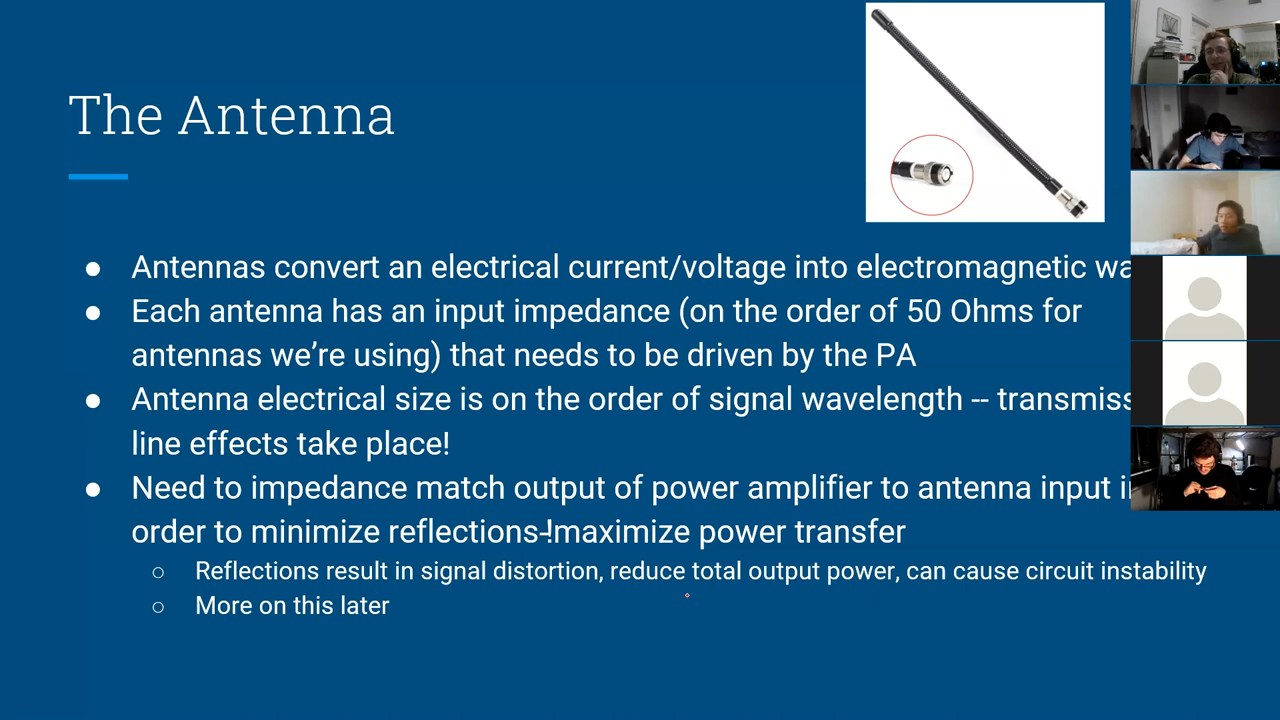 The Antenna
● Antennas convert an electrical current/voltage into electromagnetic
● Each antenna has an input impedance (on the order of 50 Ohms for
antennas we’re using) that needs to be driven by the PA
● Antenna electrical size is on the order of signal wavelength -- 
line effects take place!
● Need to impedance match output of power amplifier to antenna input
order to minimize reflections-!maximize power transfer
○ Reflections result in signal distortion, reduce total output power, can cause circuit instability
○ More on this later